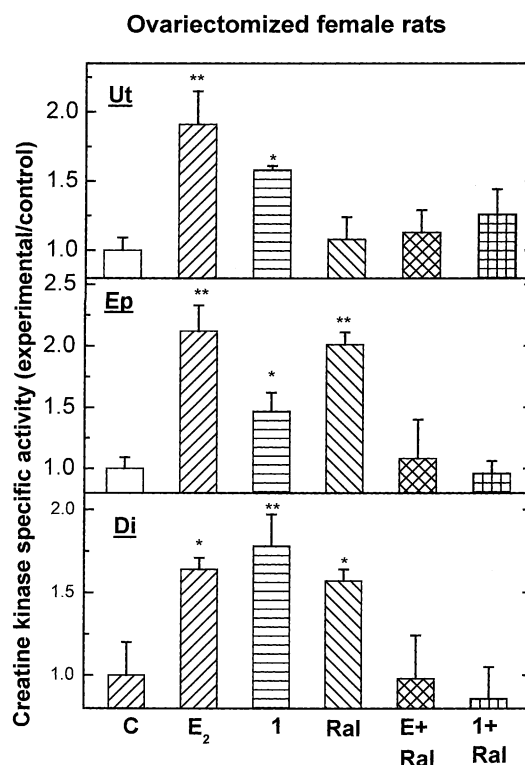 Ovariectomized female rats
Creatine kinase specific activity (experimental/control)
Ut
**
*
2.0
1.5
1.0
Ep
2.5
**
**
*
2.0
1.5
1.0
Di
2.0
**
*
*
1.5
1.0
C E₂ 1 Ral E+ 1+
Ral Ral